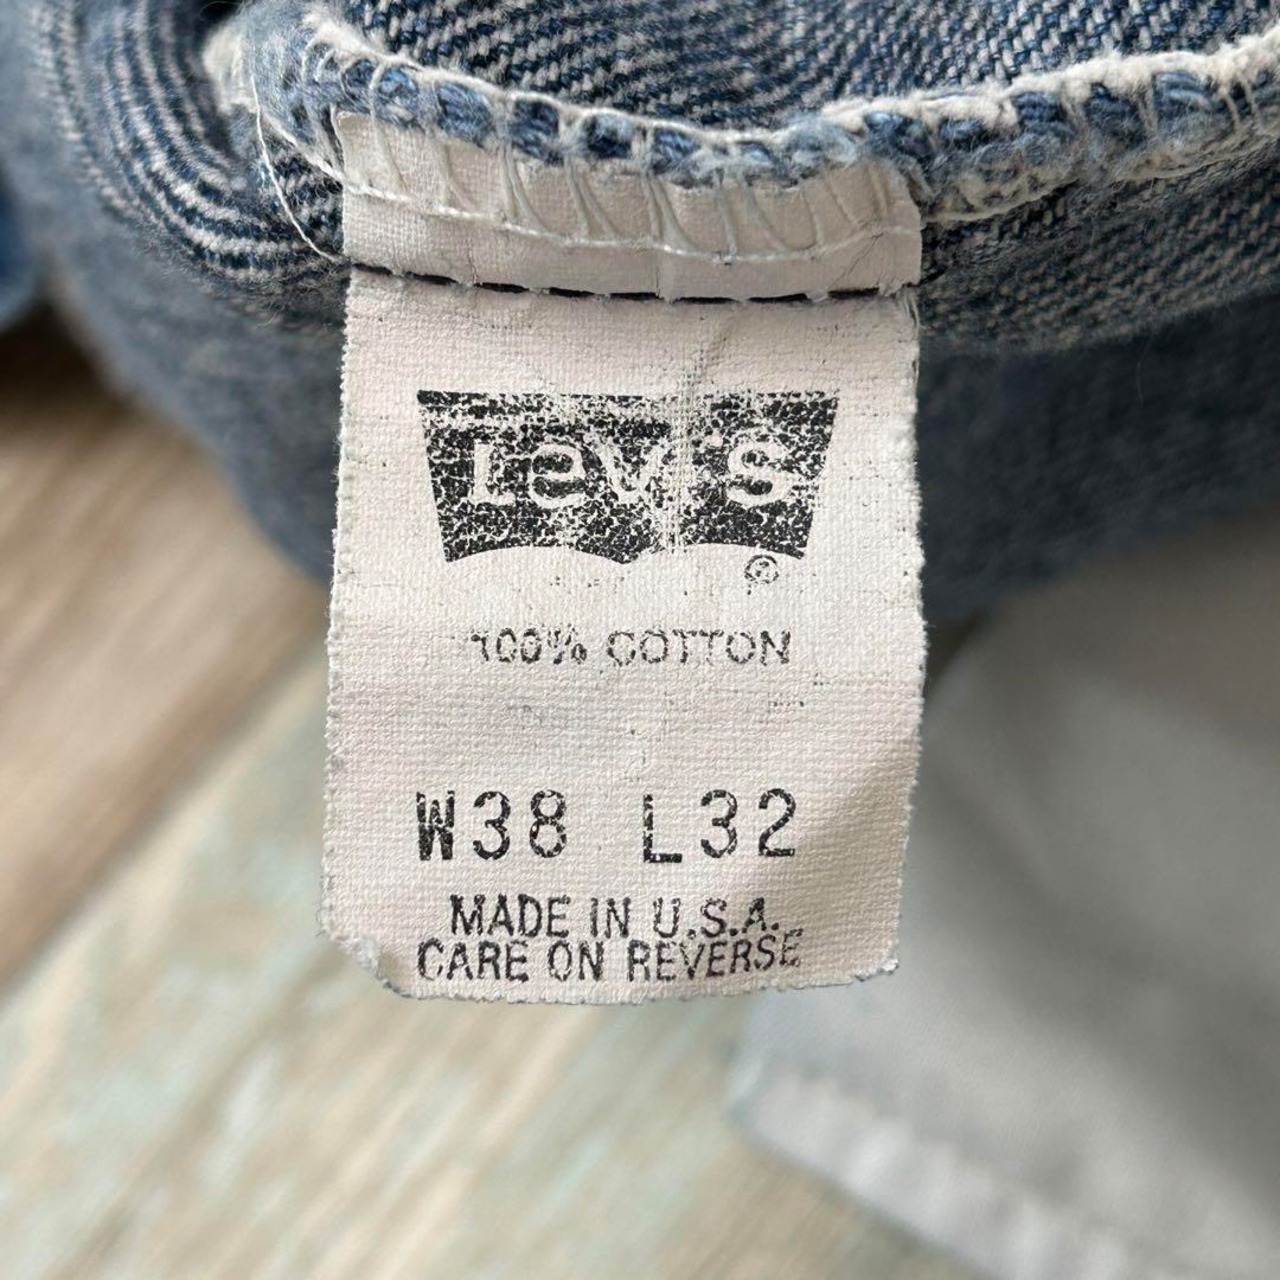 Levi's
®
100% COTTON
W38 L32
MADE IN U.S.A.
CARE ON REVERSE